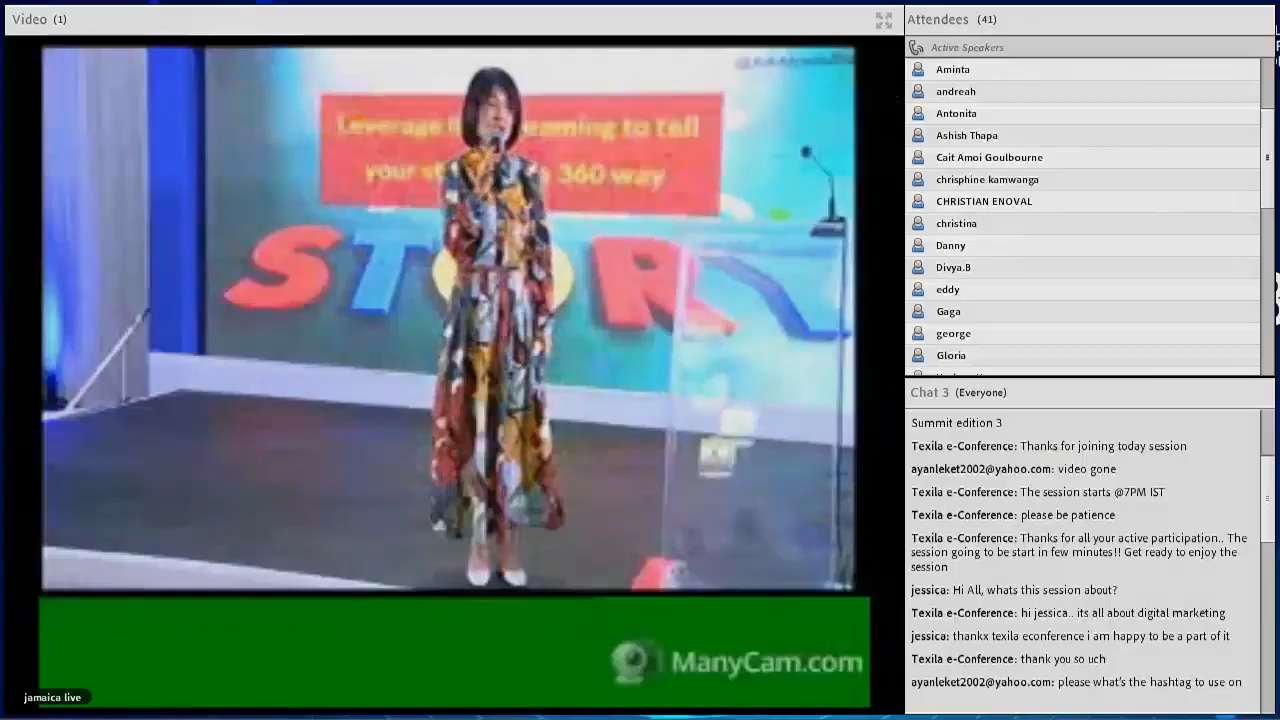 Video (1)
Leverage
eaming to tell
your
360 way
STORY
ManyCam.com
jamaica live
Attendees (41)
Active Speakers
Aminta
andreah
Antonita
Ashish Thapa
Cait Amoi Goulbourne
chrisphine kamwanga
CHRISTIAN ENOVAL
christina
Danny
Divya.B
eddy
Gaga
george
Gloria
Chat 3 (Everyone)
Summit edition 3
Texila e-Conference: Thanks for joining today session
ayanleket2002@yahoo.com: video gone
Texila e-Conference: The session starts @7PM IST
Texila e-Conference: please be patience
Texila e-Conference: Thanks for all your active participation.. The
session going to be start in few minutes!! Get ready to enjoy the
session
jessica: Hi All, whats this session about?
Texila e-Conference: hi jessica.. its all about digital marketing
jessica: thankx texila econference i am happy to be a part of it
Texila e-Conference: thank you so uch
ayanleket2002@yahoo.com: please what's the hashtag to use on